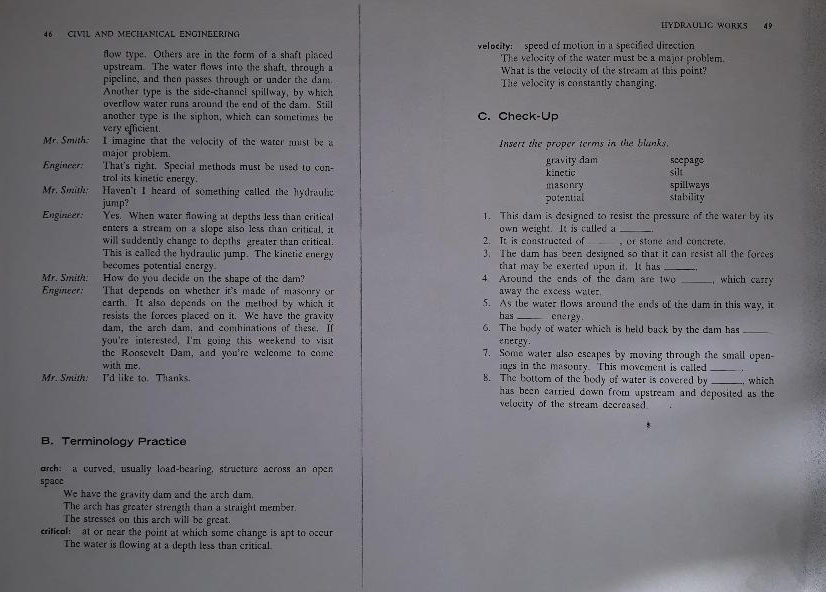 46 CIVIL AND MECHANICAL ENGINEERING
flow type. Others are in the form of a shaft placed
upstream. The water flows into the shaft, through a
pipeline, and then passes through or under the dam.
Another type is the side-channel spillway, by which
overflow water runs around the end of the dam. Still
another type is the siphon, which can sometimes be
very efficient.
Mr. Smith: I imagine that the velocity of the water must be a
major problem.
Engineer: That's right. Special methods must be used to con-
trol its kinetic energy.
Mr. Smith: Haven't I heard of something called the hydraulic
jump?
Engineer: Yes. When water flowing at depths less than critical
enters a stream on a slope also less than critical, it
will suddenly change to depths greater than critical.
This is called the hydraulic jump. The kinetic energy
becomes potential energy.
Mr. Smith: How do you decide on the shape of the dam?
Engineer: That depends on whether it's made of masonry or
earth. It also depends on the method by which it
resists the forces placed on it. We have the gravity
dam, the arch dam, and combinations of these. If
you're interested, I'm going this weekend to visit
the Roosevelt Dam, and you're welcome to come
with me.
Mr. Smith: I'd like to. Thanks.
B. Terminology Practice
arch: a curved, usually load-bearing, structure across an open
space
We have the gravity dam and the arch dam.
The arch has greater strength than a straight member.
The stresses on this arch will be great.
critical: at or near the point at which some change is apt to occur
The water is flowing at a depth less than critical.
HYDRAULIC WORKS 49
velocity: speed of motion in a specified direction
The velocity of the water must be a major problem.
What is the velocity of the stream at this point?
The velocity is constantly changing.
C. Check-Up
Insert the proper terms in the blanks.
gravity dam seepage
kinetic silt
masonry spillways
potential stability
1. This dam is designed to resist the pressure of the water by its
own weight. It is called a ______.
2. It is constructed of ______, or stone and concrete.
3. The dam has been designed so that it can resist all the forces
that may be exerted upon it. It has ______.
4. Around the ends of the dam are two ______, which carry
away the excess water.
5. As the water flows around the ends of the dam in this way, it
has ______ energy.
6. The body of water which is held back by the dam has ______
energy.
7. Some water also escapes by moving through the small open-
ings in the masonry. This movement is called ______.
8. The bottom of the body of water is covered by ______, which
has been carried down from upstream and deposited as the
velocity of the stream decreased.